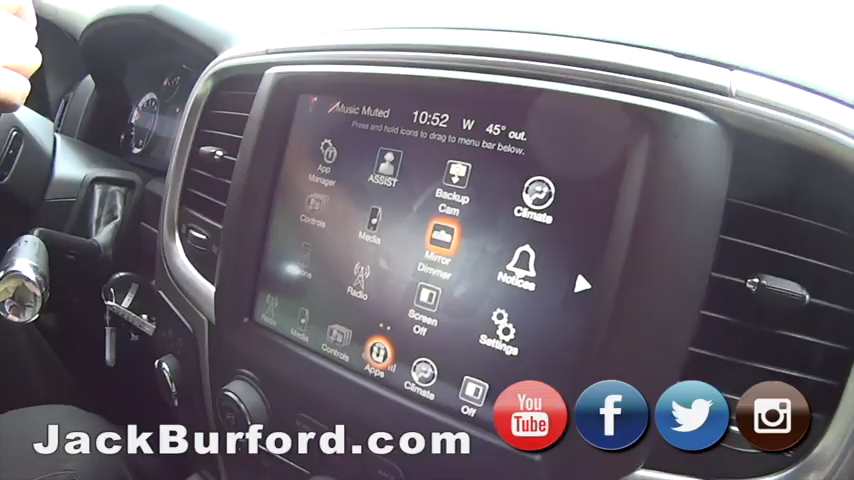 Music Muted 10:52 W 45° out.
Press and hold icons to drag to menu bar below.
App Manager
ASSIST
Backup Cam
Climate
Controls
Media
Mirror Dimmer
Notices
Radio
Screen Off
Settings
Radio
Media
Controls
Apps
Climate
Off
JackBurford.com
You Tube